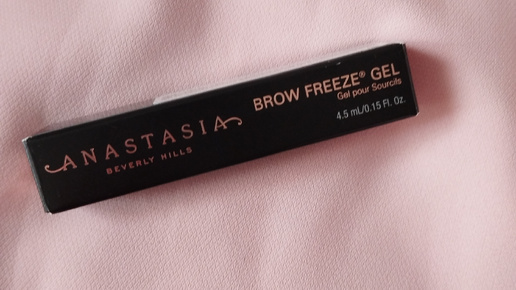 ANASTASIA
BEVERLY HILLS
BROW FREEZE® GEL
Gel pour Sourcils
4.5 mL/0.15 Fl. Oz.